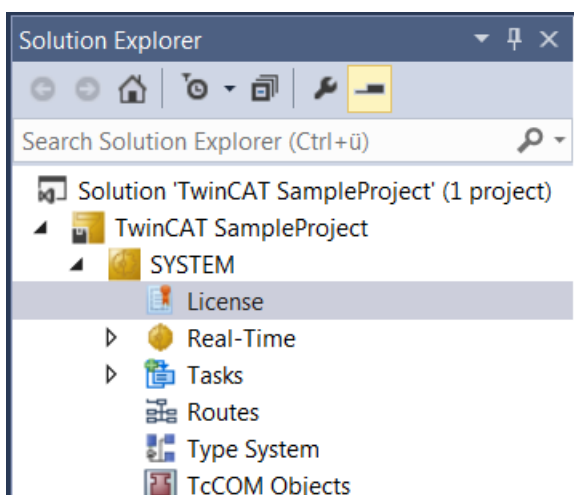 Solution Explorer
Search Solution Explorer (Ctrl+ü)
Solution 'TwinCAT SampleProject' (1 project)
TwinCAT SampleProject
SYSTEM
License
Real-Time
Tasks
Routes
Type System
TcCOM Objects